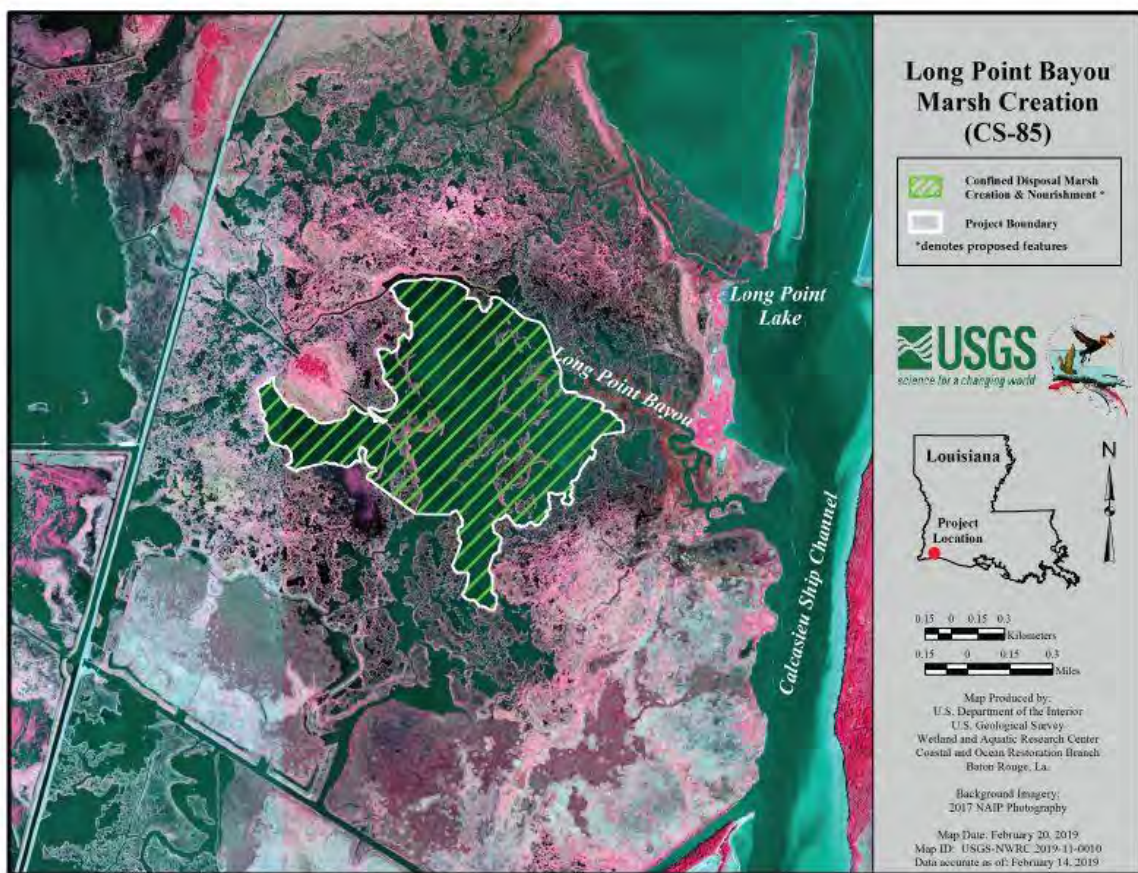 Long Point Bayou
Marsh Creation
(CS-85)
Confined Disposal Marsh
Creation & Nourishment *
Project Boundary
*denotes proposed features
Long Point
Lake
Long Point Bayou
Calcasieu Ship Channel
USGS
science for a changing world
Louisiana
N
Project
Location
0.15 0 0.15 0.3
Kilometers
0.15 0 0.15 0.3
Miles
Map Produced by:
U.S. Department of the Interior
U.S. Geological Survey
Wetland and Aquatic Research Center
Coastal and Ocean Restoration Branch
Baton Rouge, La.
Background Imagery:
2017 NAIP Photography
Map Date: February 20, 2019
Map ID: USGS-NWRC 2019-11-0010
Data accurate as of: February 14, 2019